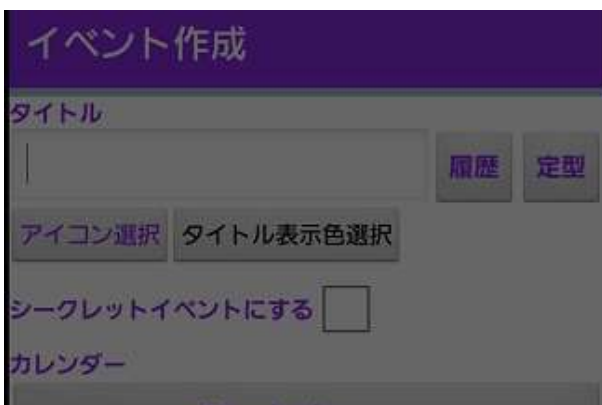 イベント作成
タイトル
履歴 定型
アイコン選択 タイトル表示色選択
シークレットイベントにする
カレンダー